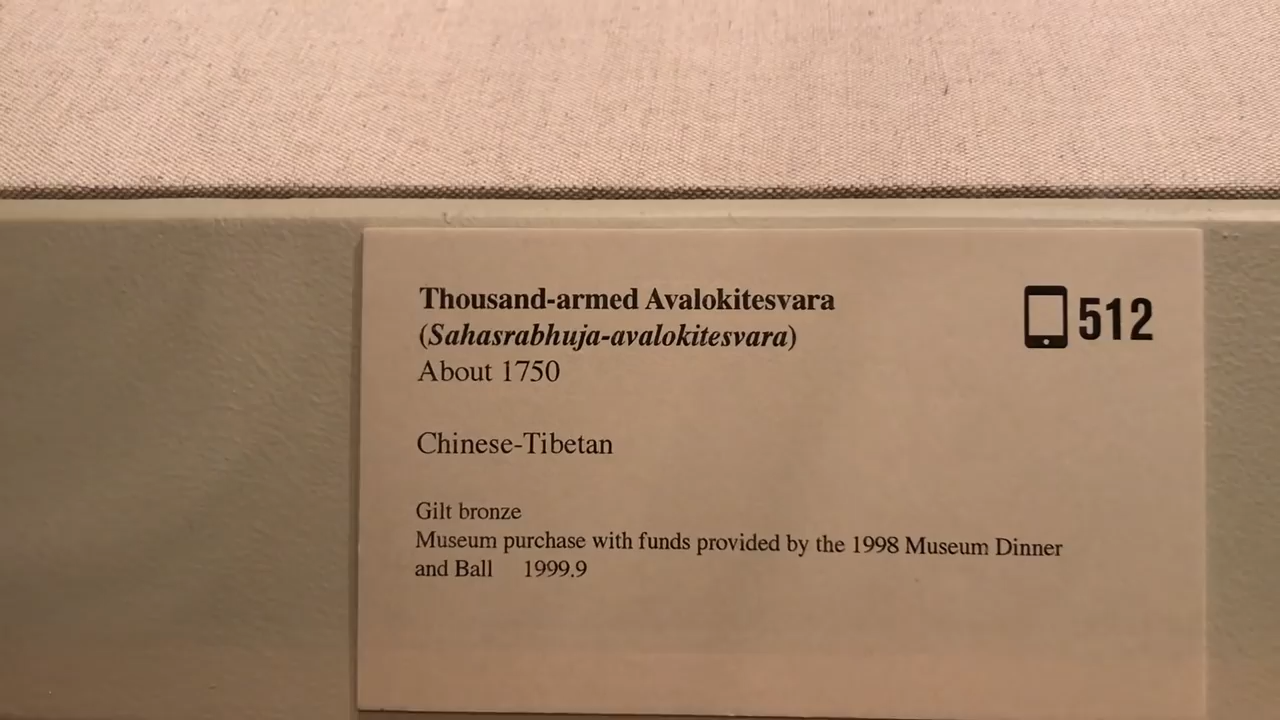 Thousand-armed Avalokitesvara
(Sahasrabhuja-avalokitesvara)
About 1750
512
Chinese-Tibetan
Gilt bronze
Museum purchase with funds provided by the 1998 Museum Dinner
and Ball 1999.9